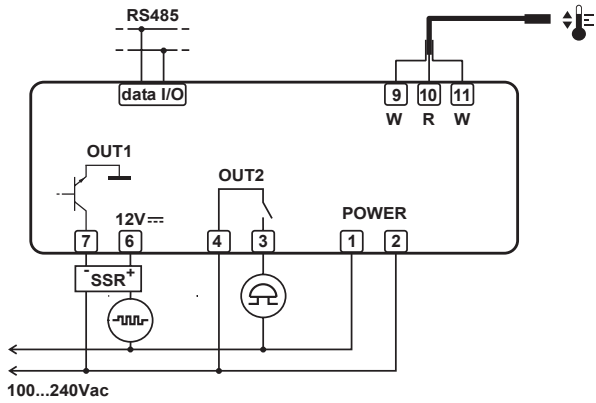 RS485
data I/O
9 10 11
W R W
OUT1
OUT2
12V
POWER
7 6 4 3 1 2
- SSR +
100...240Vac